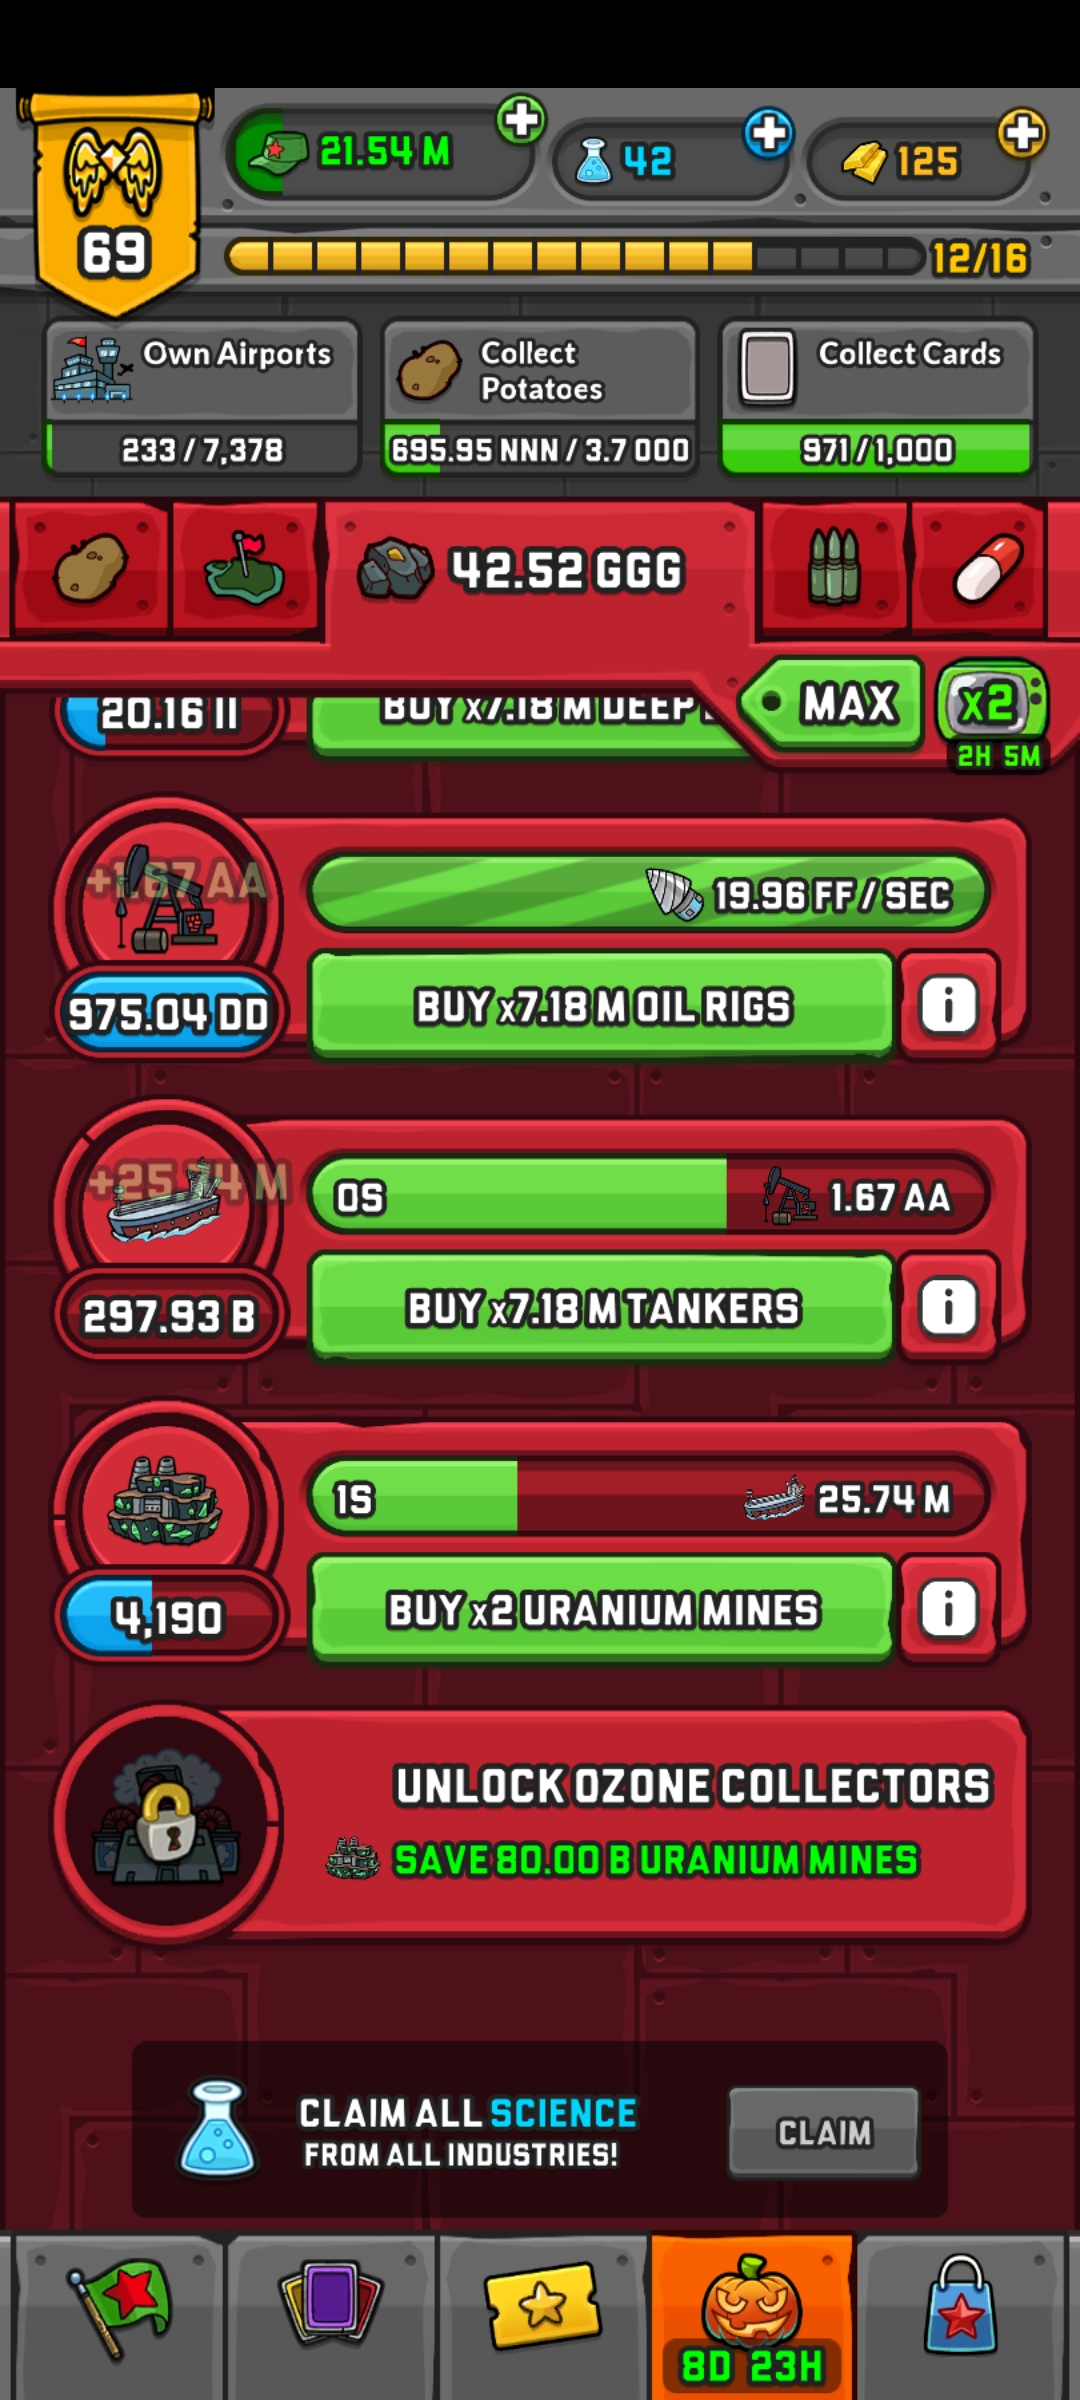 21.54 M
42
125
69
12/16
Own Airports
233 / 7,378
Collect
Potatoes
695.95 NNN / 3.7 OOO
Collect Cards
971 / 1,000
42.52 GGG
MAX
x2
2H 5M
20.16 II
BUY x7.18 M DEEP
+1.67 AA
19.96 FF / SEC
975.04 DD
BUY x7.18 M OIL RIGS
i
+25.74 M
0S
1.67 AA
297.93 B
BUY x7.18 M TANKERS
i
1S
25.74 M
4,190
BUY x2 URANIUM MINES
i
UNLOCK OZONE COLLECTORS
SAVE 80.00 B URANIUM MINES
CLAIM ALL SCIENCE
FROM ALL INDUSTRIES!
CLAIM
8D 23H